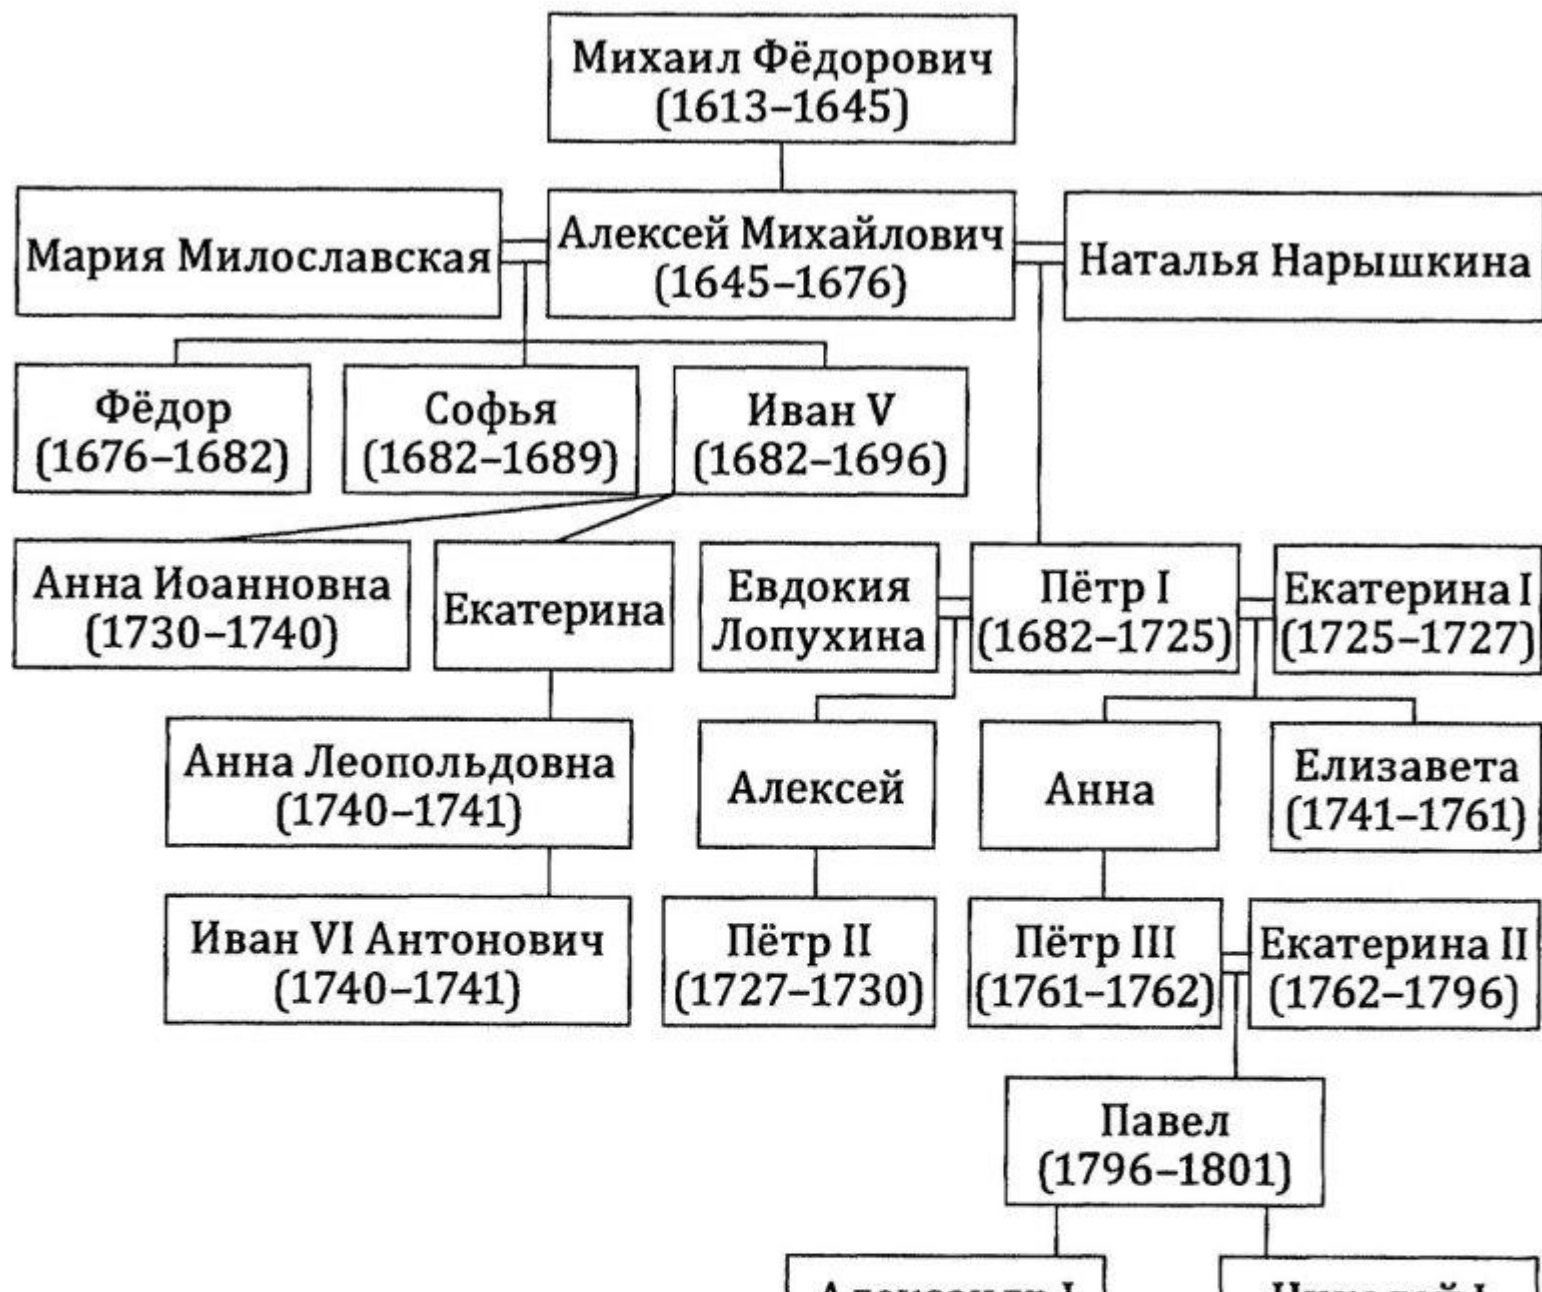 Михаил Фёдорович
(1613–1645)
Мария Милославская
Алексей Михайлович
(1645–1676)
Наталья Нарышкина
Фёдор
(1676–1682)
Софья
(1682–1689)
Иван V
(1682–1696)
Анна Иоанновна
(1730–1740)
Екатерина
Евдокия
Лопухина
Пётр I
(1682–1725)
Екатерина I
(1725–1727)
Анна Леопольдовна
(1740–1741)
Алексей
Анна
Елизавета
(1741–1761)
Иван VI Антонович
(1740–1741)
Пётр II
(1727–1730)
Пётр III
(1761–1762)
Екатерина II
(1762–1796)
Павел
(1796–1801)
Александр I
Николай I